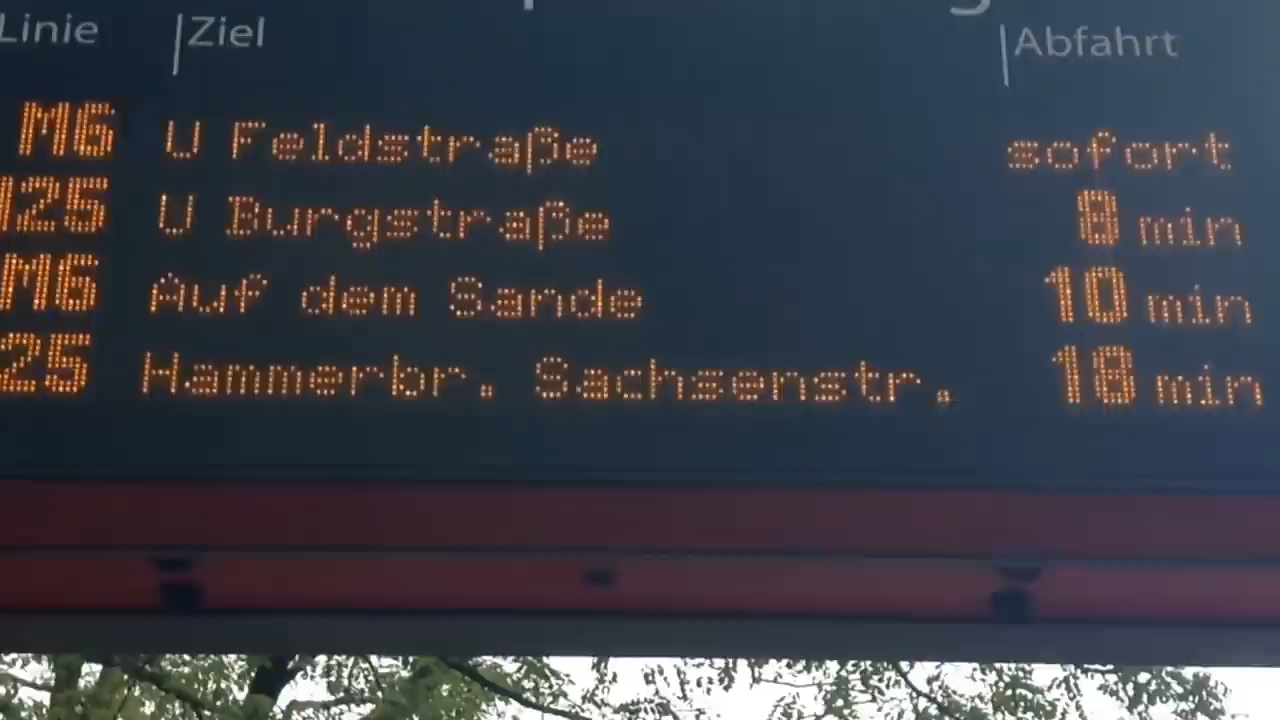 Linie Ziel Abfahrt
M6 U Feldstraße sofort
U Burgstraße 8 min
M6 Auf dem Sande 10 min
25 Hammerbr. Sachsenstr. 18 min